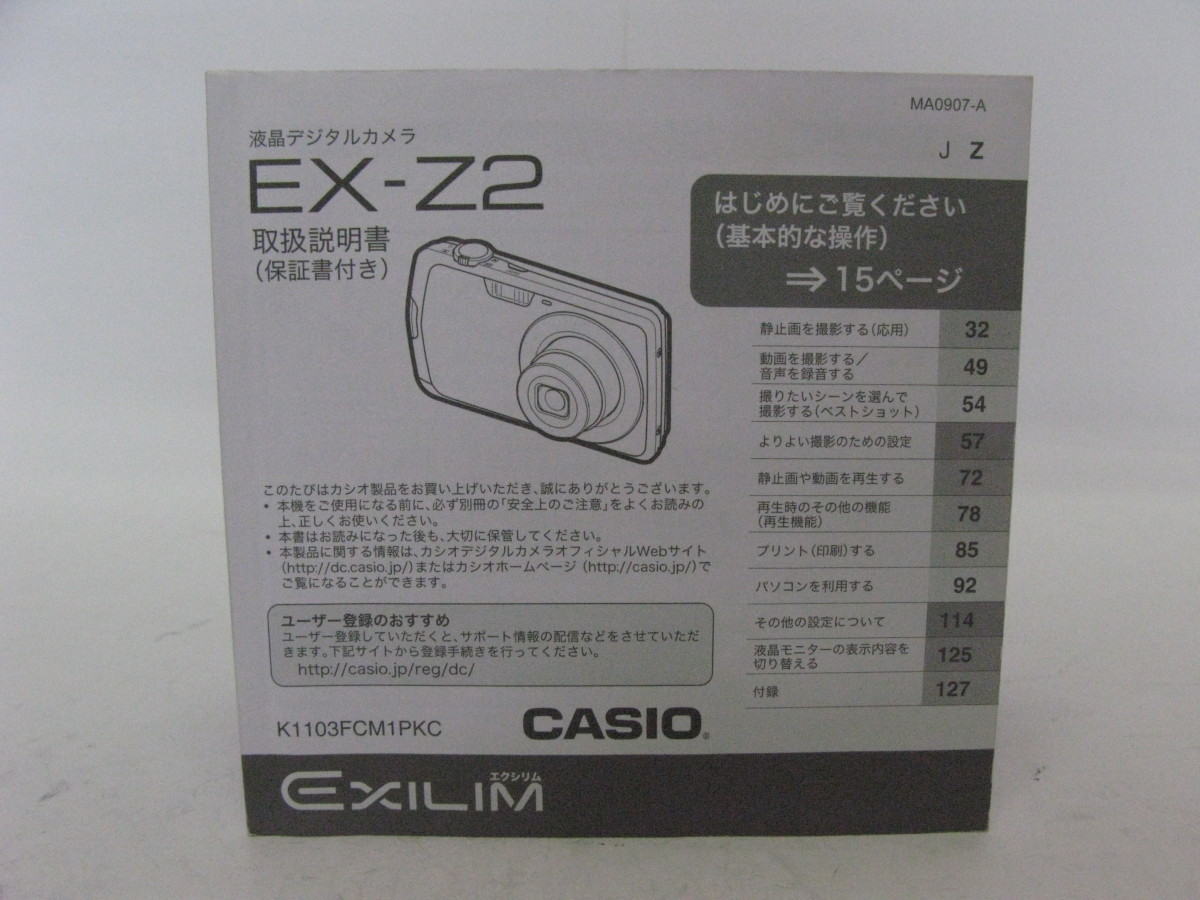 MA0907-A
J Z
液晶デジタルカメラ
EX-Z2
取扱説明書
(保証書付き)
はじめにご覧ください
(基本的な操作)
⇒15ページ
静止画を撮影する(応用) 32
動画を撮影する/
音声を録音する 49
撮りたいシーンを選んで
撮影する(ベストショット) 54
よりよい撮影のための設定 57
静止画や動画を再生する 72
再生時のその他の機能
(再生機能) 78
プリント(印刷)する 85
パソコンを利用する 92
その他の設定について 114
液晶モニターの表示内容を
切り替える 125
付録 127
このたびはカシオ製品をお買い上げいただき、誠にありがとうございます。
• 本機をご使用になる前に、必ず別冊の「安全上のご注意」をよくお読みの
上、正しくお使いください。
• 本書はお読みになった後も、大切に保管してください。
• 本製品に関する情報は、カシオデジタルカメラオフィシャルWebサイト
(http://dc.casio.jp/)またはカシオホームページ (http://casio.jp/)で
ご覧になることができます。
ユーザー登録のおすすめ
ユーザー登録していただくと、サポート情報の配信などをさせていただ
きます。下記サイトから登録手続きを行ってください。
http://casio.jp/reg/dc/
K1103FCM1PKC
CASIO®
エクシリム
EXILIM